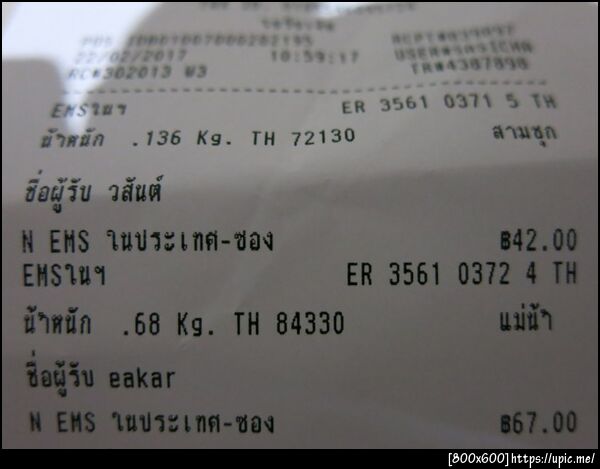 22/02/2017 18:59:17
RC#302013 W3 TR#4387898
EMSในฯ ER 3561 0371 5 TH
น้ำหนัก .136 Kg. TH 72130 สามชุก
ชื่อผู้รับ วสันต์
N EMS ในประเทศ-ซอง ฿42.00
EMSในฯ ER 3561 0372 4 TH
น้ำหนัก .68 Kg. TH 84330 แม่น้ำ
ชื่อผู้รับ eakar
N EMS ในประเทศ-ซอง ฿67.00
[800x600]https://upic.me/